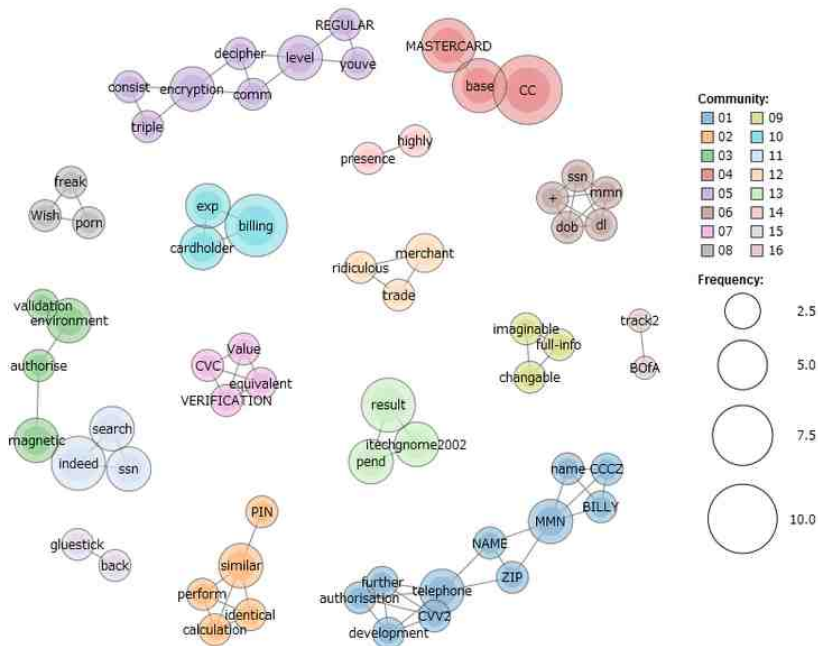 REGULAR
decipher
level
youve
consist
encryption
comm
triple
MASTERCARD
base
CC
highly
presence
Community:
01
09
02
10
03
11
04
12
05
13
06
14
07
15
08
16
freak
Wish
porn
exp
billing
cardholder
ssn
+
mmn
dob
dl
merchant
ridiculous
trade
Frequency:
2.5
5.0
7.5
10.0
validation
environment
authorise
magnetic
search
indeed
ssn
Value
CVC
equivalent
VERIFICATION
imaginable
full-info
changable
track2
BOfA
result
itechgnome2002
pend
name
CCCZ
BILLY
MMN
NAME
ZIP
telephone
further
authorisation
CVV2
development
PIN
similar
perform
identical
calculation
gluestick
back